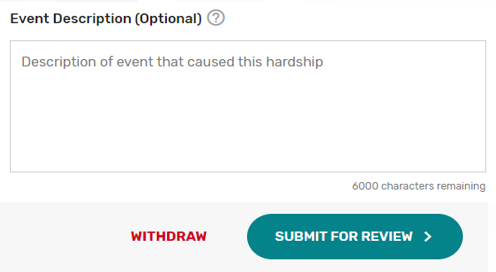 Event Description (Optional) ?
Description of event that caused this hardship
6000 characters remaining
WITHDRAW
SUBMIT FOR REVIEW >